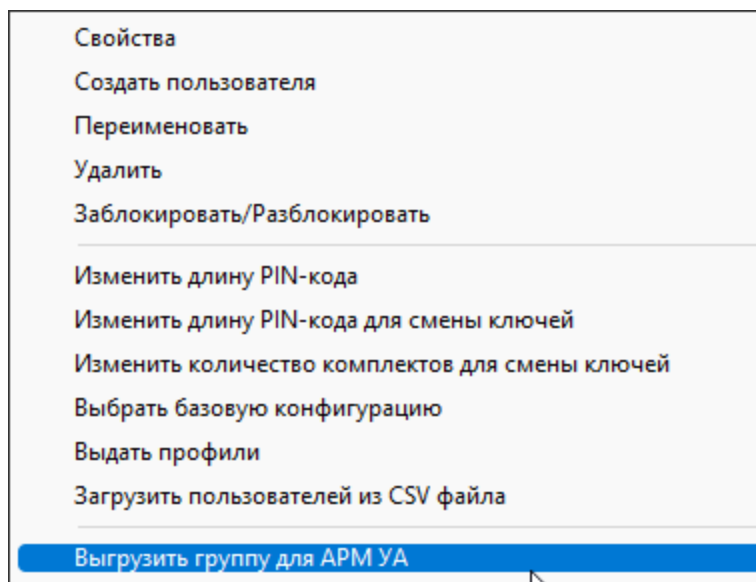 Свойства
Создать пользователя
Переименовать
Удалить
Заблокировать/Разблокировать
Изменить длину PIN-кода
Изменить длину PIN-кода для смены ключей
Изменить количество комплектов для смены ключей
Выбрать базовую конфигурацию
Выдать профили
Загрузить пользователей из CSV файла
Выгрузить группу для АРМ УА